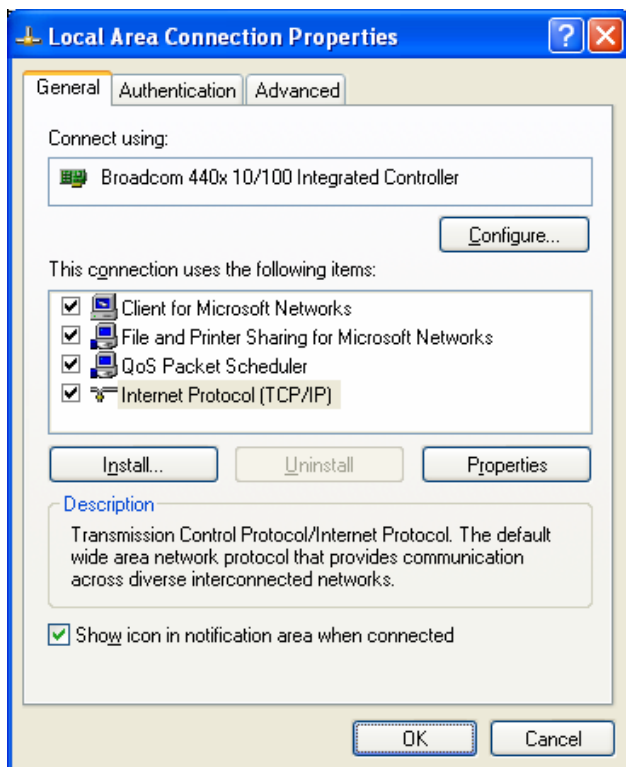 Local Area Connection Properties
General Authentication Advanced
Connect using:
Broadcom 440x 10/100 Integrated Controller
Configure...
This connection uses the following items:
Client for Microsoft Networks
File and Printer Sharing for Microsoft Networks
QoS Packet Scheduler
Internet Protocol (TCP/IP)
Install... Uninstall Properties
Description
Transmission Control Protocol/Internet Protocol. The default
wide area network protocol that provides communication
across diverse interconnected networks.
Show icon in notification area when connected
OK Cancel